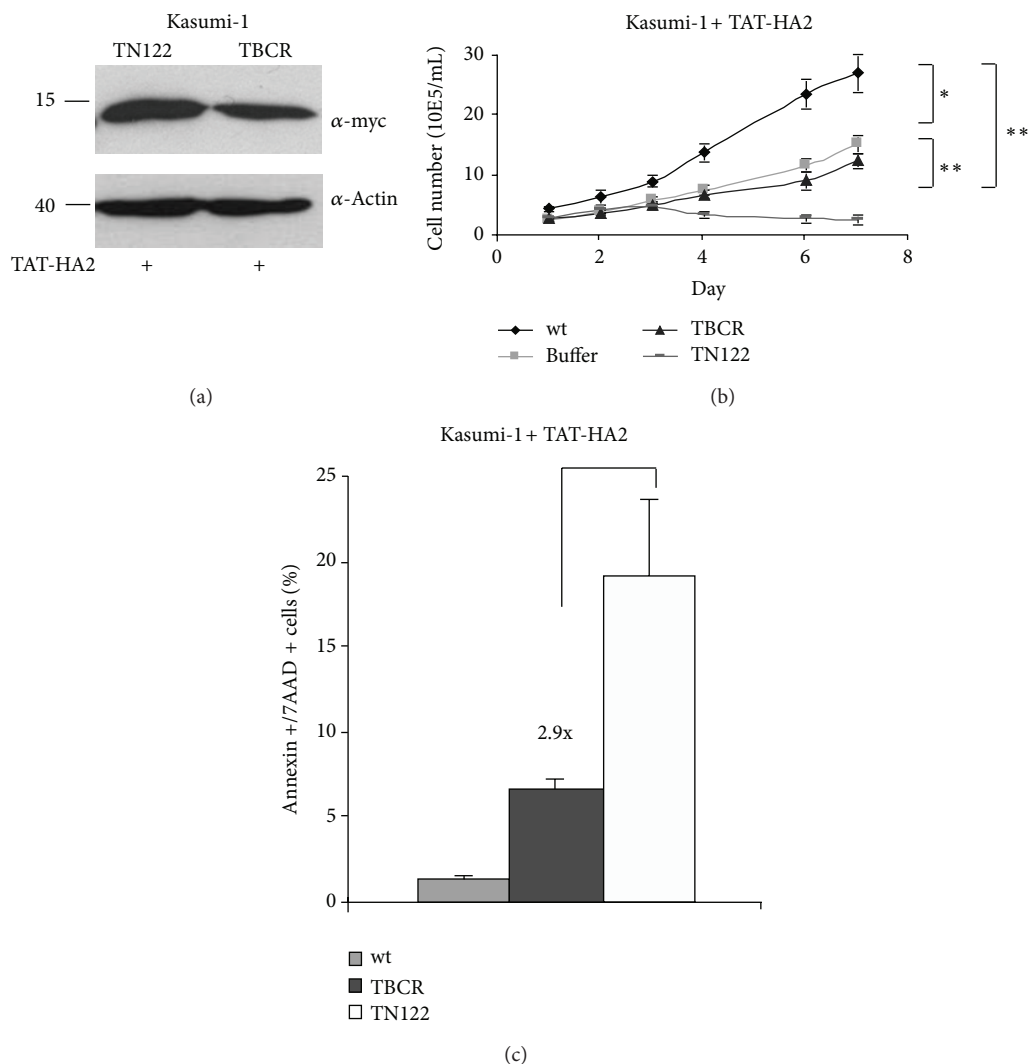 Kasumi-1
TN122 TBCR
15
α-myc
40
α-Actin
TAT-HA2 + +
(a)
Kasumi-1 + TAT-HA2
30
20
10
0
Cell number (10E5/mL)
0 2 4 6 8
Day
*
**
**
wt TBCR
Buffer TN122
(b)
Kasumi-1 + TAT-HA2
25
20
15
10
5
0
Annexin +/7AAD + cells (%)
2.9x
wt
TBCR
TN122
(c)